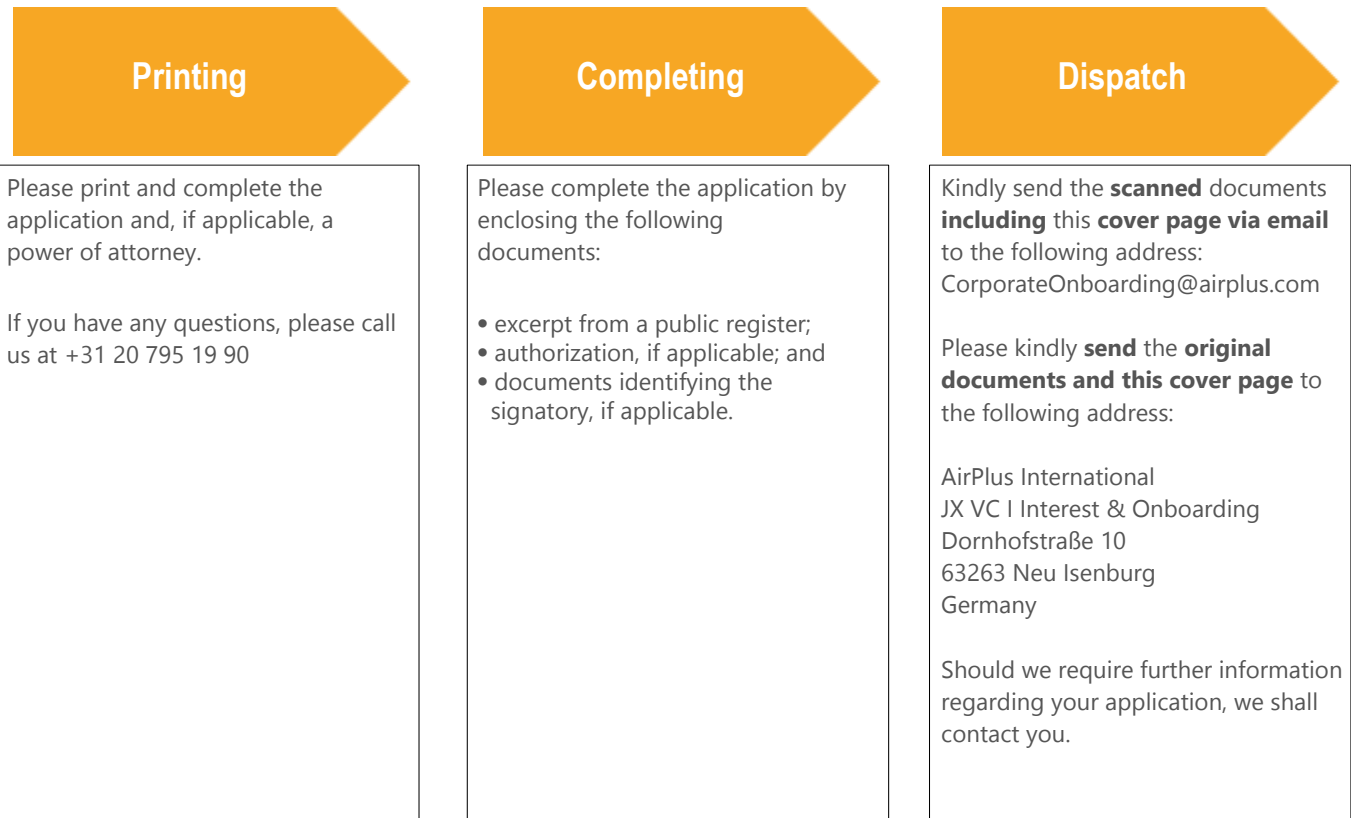 Printing
Please print and complete the
application and, if applicable, a
power of attorney.
If you have any questions, please call
us at +31 20 795 19 90
Completing
Please complete the application by
enclosing the following
documents:
• excerpt from a public register;
• authorization, if applicable; and
• documents identifying the
signatory, if applicable.
Dispatch
Kindly send the scanned documents
including this cover page via email
to the following address:
CorporateOnboarding@airplus.com
Please kindly send the original
documents and this cover page to
the following address:
AirPlus International
JX VC I Interest & Onboarding
Dornhofstraße 10
63263 Neu Isenburg
Germany
Should we require further information
regarding your application, we shall
contact you.